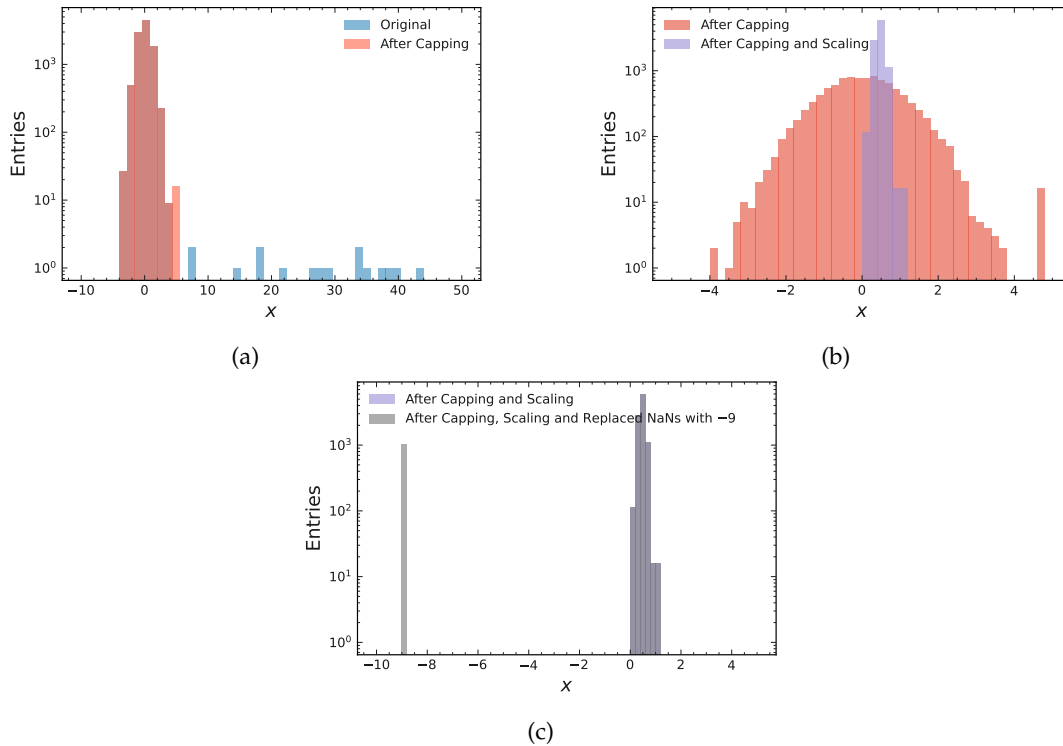 Original
After Capping
10³
10²
10¹
10⁰
Entries
−10 0 10 20 30 40 50
x
(a)
After Capping
After Capping and Scaling
10³
10²
10¹
10⁰
Entries
−4 −2 0 2 4
x
(b)
After Capping and Scaling
After Capping, Scaling and Replaced NaNs with −9
10³
10²
10¹
10⁰
Entries
−10 −8 −6 −4 −2 0 2 4
x
(c)